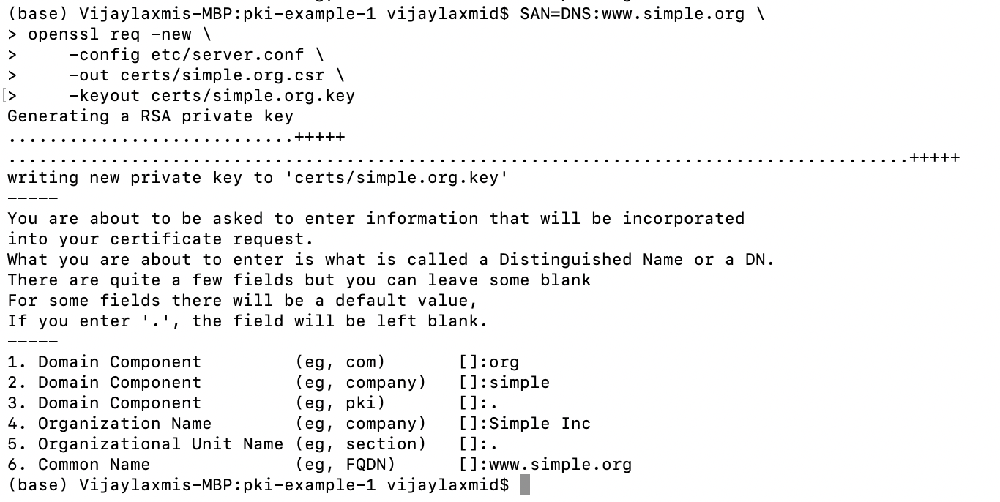 (base) Vijaylaxmis-MBP:pki-example-1 vijaylaxmid$ SAN=DNS:www.simple.org \
> openssl req -new \
>     -config etc/server.conf \
>     -out certs/simple.org.csr \
[>     -keyout certs/simple.org.key
Generating a RSA private key
............................+++++
........................................................................................+++++
writing new private key to 'certs/simple.org.key'
-----
You are about to be asked to enter information that will be incorporated
into your certificate request.
What you are about to enter is what is called a Distinguished Name or a DN.
There are quite a few fields but you can leave some blank
For some fields there will be a default value,
If you enter '.', the field will be left blank.
-----
1. Domain Component         (eg, com)       []:org
2. Domain Component         (eg, company)   []:simple
3. Domain Component         (eg, pki)       []:.
4. Organization Name        (eg, company)   []:Simple Inc
5. Organizational Unit Name (eg, section)   []:.
6. Common Name              (eg, FQDN)      []:www.simple.org
(base) Vijaylaxmis-MBP:pki-example-1 vijaylaxmid$